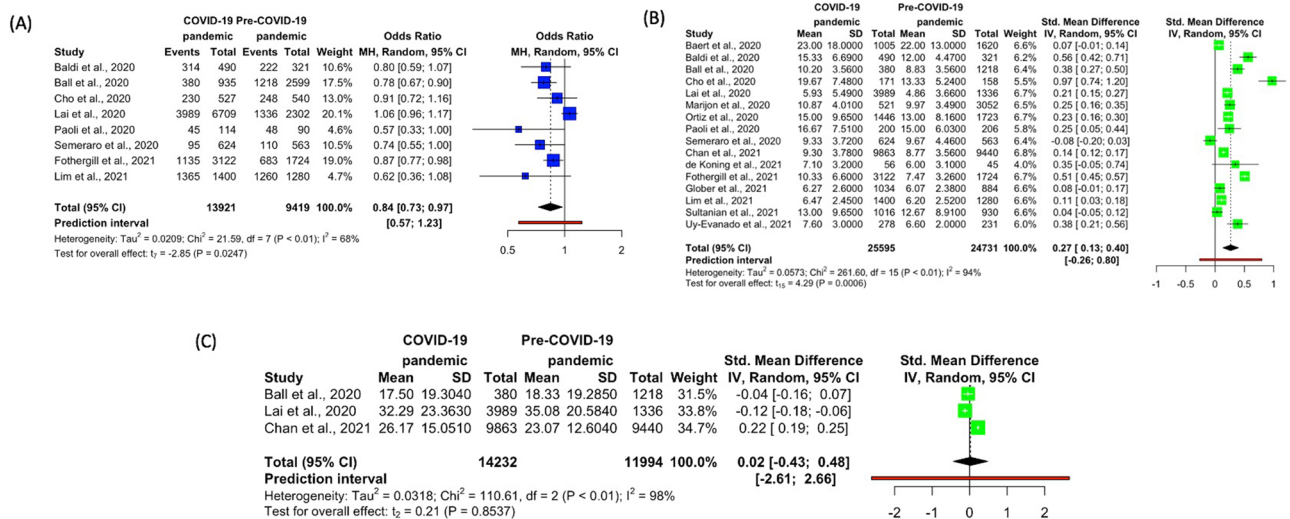 (A)
COVID-19 Pre-COVID-19
pandemic pandemic Odds Ratio Odds Ratio
Study Events Total Events Total Weight MH, Random, 95% CI MH, Random, 95% CI
Baldi et al., 2020 314 490 222 321 11.6% 0.80 [0.59; 1.07]
Ball et al., 2020 380 935 1218 2599 17.5% 0.78 [0.67; 0.90]
Cho et al., 2020 230 527 248 540 13.0% 0.91 [0.72; 1.16]
Lai et al., 2020 3989 6709 1336 2302 20.1% 1.06 [0.96; 1.17]
Paoli et al., 2020 45 114 48 90 4.4% 0.57 [0.33; 1.00]
Semeraro et al., 2020 95 624 110 563 9.7% 0.74 [0.55; 1.00]
Fothergill et al., 2021 1135 3122 683 1724 19.0% 0.87 [0.77; 0.98]
Lim et al., 2021 1365 1400 1260 1280 4.7% 0.62 [0.36; 1.08]
Total (95% CI) 13921 9419 100.0% 0.84 [0.73; 0.97]
Prediction interval [0.57; 1.23]
Heterogeneity: Tau² = 0.0209; Chi² = 21.59, df = 7 (P < 0.01); I² = 68%
Test for overall effect: t₇ = -2.85 (P = 0.0247)
0.5 1 2
(B)
COVID-19 Pre-COVID-19
pandemic pandemic Std. Mean Difference Std. Mean Difference
Study Mean SD Total Mean SD Total Weight IV, Random, 95% CI IV, Random, 95% CI
Baert et al., 2020 23.00 18.0000 1005 22.00 13.0000 1620 6.6% 0.07 [-0.01; 0.14]
Baldi et al., 2020 15.33 6.6900 490 12.00 4.4700 321 6.2% 0.56 [0.42; 0.71]
Ball et al., 2020 10.20 3.5600 380 8.83 3.5600 1218 6.4% 0.38 [0.27; 0.50]
Cho et al., 2020 19.67 7.4800 171 13.33 5.2400 158 5.5% 0.97 [0.74; 1.20]
Lai et al., 2020 5.93 5.4900 3989 4.86 3.6600 1336 6.7% 0.21 [0.15; 0.27]
Marijon et al., 2020 10.87 4.0100 521 9.97 3.4900 3052 6.5% 0.25 [0.16; 0.35]
Ortiz et al., 2020 15.00 9.6500 1446 13.00 8.1600 1723 6.6% 0.23 [0.16; 0.30]
Paoli et al., 2020 16.67 7.5100 200 15.00 6.0300 206 5.8% 0.25 [0.05; 0.44]
Semeraro et al., 2020 9.33 3.7200 624 9.67 4.4600 563 6.4% -0.08 [-0.20; 0.03]
Chan et al., 2021 9.30 3.7800 9863 8.77 3.5600 9440 6.7% 0.14 [0.12; 0.17]
de Koning et al., 2021 7.10 3.2000 56 6.00 3.1000 45 4.1% 0.35 [-0.05; 0.74]
Fothergill et al., 2021 10.33 6.6000 3122 7.47 3.2600 1724 6.7% 0.51 [0.45; 0.57]
Glober et al., 2021 6.27 2.6000 1034 6.07 2.3800 884 6.5% 0.08 [-0.01; 0.17]
Lim et al., 2021 6.47 2.4500 1400 6.20 2.5200 1280 6.6% 0.11 [0.03; 0.18]
Sultanian et al., 2021 13.00 9.6500 1016 12.67 8.9100 930 6.6% 0.04 [-0.05; 0.12]
Uy-Evanado et al., 2021 7.60 3.0000 278 6.60 2.0000 231 6.0% 0.38 [0.21; 0.56]
Total (95% CI) 25595 24731 100.0% 0.27 [ 0.13; 0.40]
Prediction interval [-0.26; 0.80]
Heterogeneity: Tau² = 0.0573; Chi² = 261.60, df = 15 (P < 0.01); I² = 94%
Test for overall effect: t₁₅ = 4.29 (P = 0.0006)
-1 -0.5 0 0.5 1
(C)
COVID-19 Pre-COVID-19
pandemic pandemic Std. Mean Difference Std. Mean Difference
Study Mean SD Total Mean SD Total Weight IV, Random, 95% CI IV, Random, 95% CI
Ball et al., 2020 17.50 19.3040 380 18.33 19.2850 1218 31.5% -0.04 [-0.16; 0.07]
Lai et al., 2020 32.29 23.3630 3989 35.08 20.5840 1336 33.8% -0.12 [-0.18; -0.06]
Chan et al., 2021 26.17 15.0510 9863 23.07 12.6040 9440 34.7% 0.22 [ 0.19; 0.25]
Total (95% CI) 14232 11994 100.0% 0.02 [-0.43; 0.48]
Prediction interval [-2.61; 2.66]
Heterogeneity: Tau² = 0.0318; Chi² = 110.61, df = 2 (P < 0.01); I² = 98%
Test for overall effect: t₂ = 0.21 (P = 0.8537)
-2 -1 0 1 2